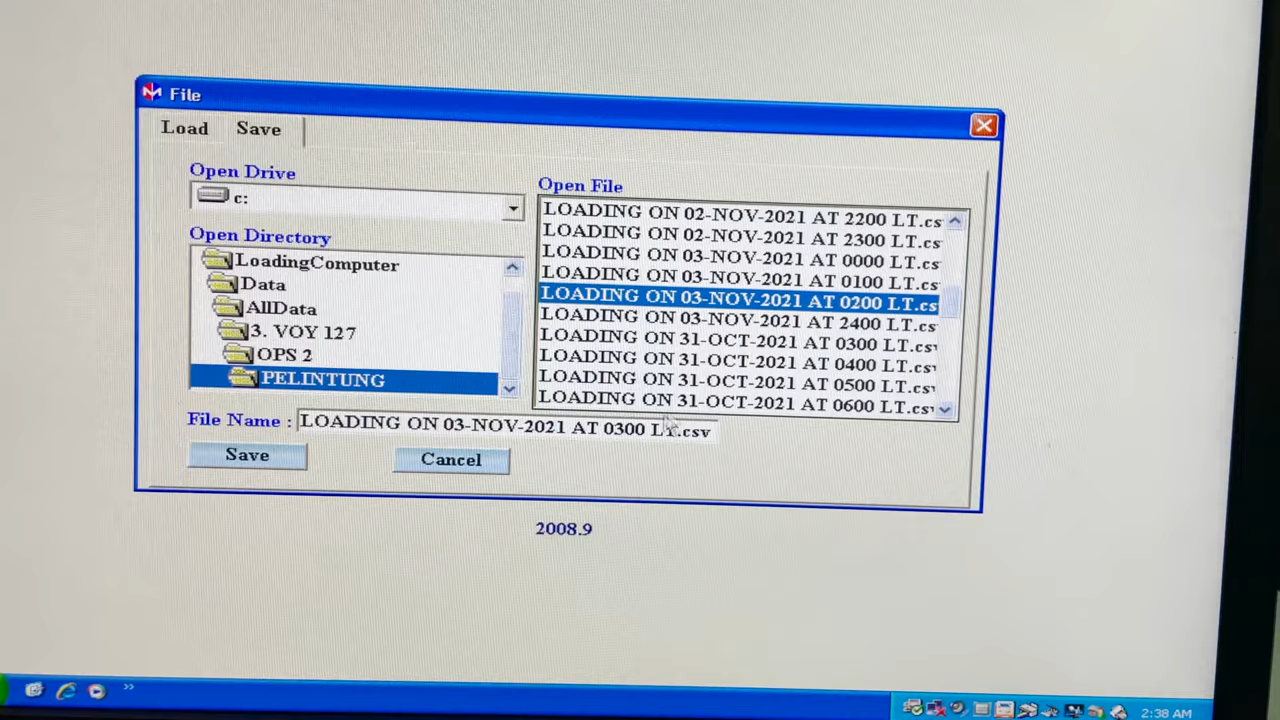 File
Load
Save
Open Drive
c:
Open Directory
LoadingComputer
Data
AllData
3. VOY 127
OPS 2
PELINTUNG
Open File
LOADING ON 02-NOV-2021 AT 2200 LT.cs
LOADING ON 02-NOV-2021 AT 2300 LT.cs
LOADING ON 03-NOV-2021 AT 0000 LT.cs
LOADING ON 03-NOV-2021 AT 0100 LT.cs
LOADING ON 03-NOV-2021 AT 0200 LT.cs
LOADING ON 03-NOV-2021 AT 2400 LT.cs
LOADING ON 31-OCT-2021 AT 0300 LT.csv
LOADING ON 31-OCT-2021 AT 0400 LT.csv
LOADING ON 31-OCT-2021 AT 0500 LT.csv
LOADING ON 31-OCT-2021 AT 0600 LT.csv
File Name : LOADING ON 03-NOV-2021 AT 0300 LT.csv
Save
Cancel
2008.9
2:38 AM